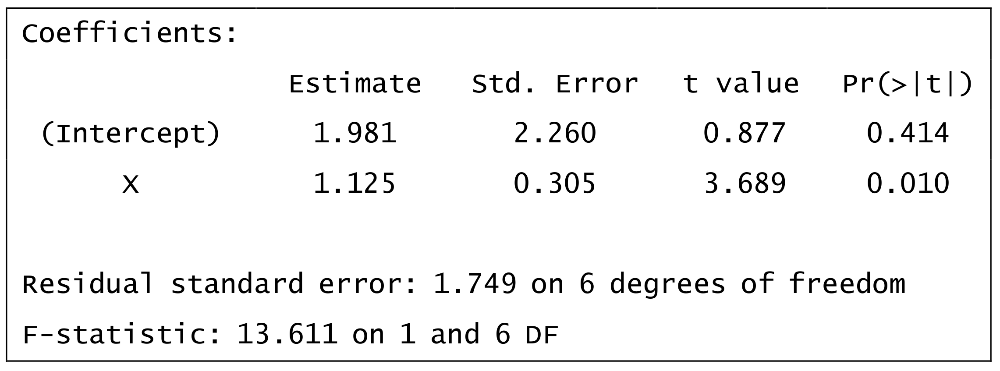 Coefficients:
Estimate Std. Error t value Pr(>|t|)
(Intercept) 1.981 2.260 0.877 0.414
X 1.125 0.305 3.689 0.010
Residual standard error: 1.749 on 6 degrees of freedom
F-statistic: 13.611 on 1 and 6 DF